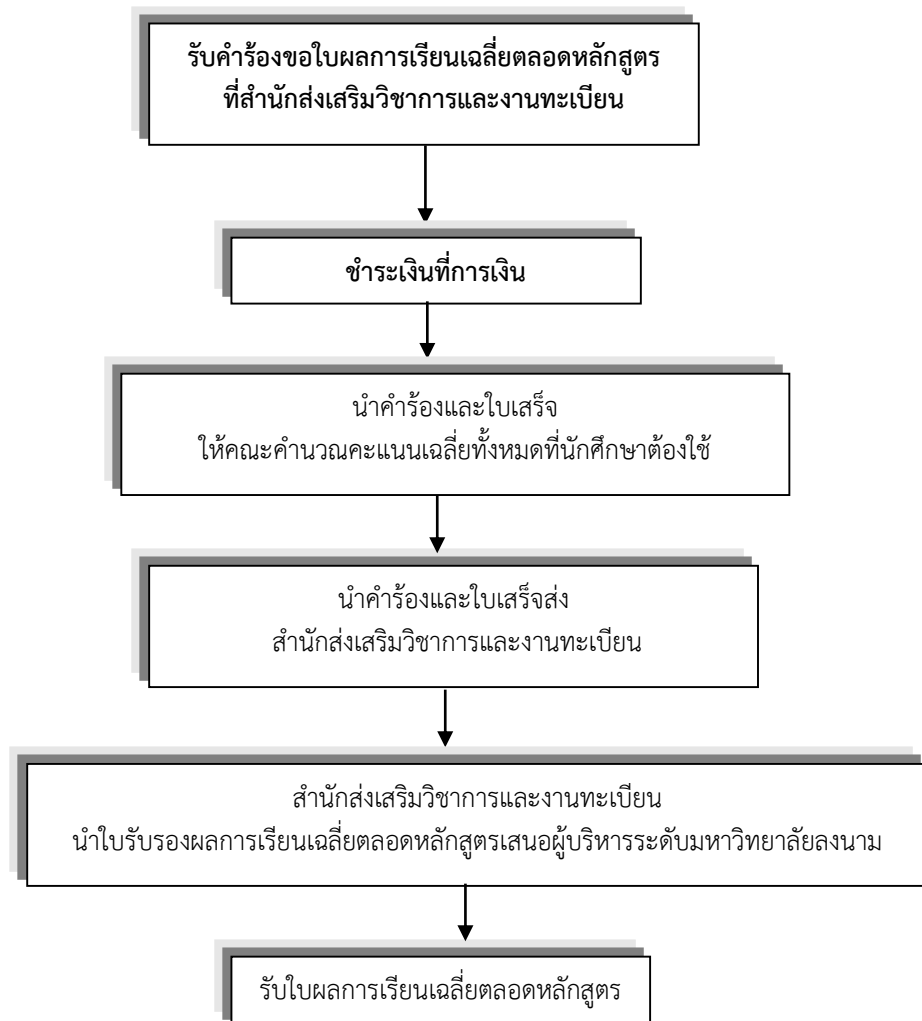 รับคำร้องขอใบผลการเรียนเฉลี่ยตลอดหลักสูตร
ที่สำนักส่งเสริมวิชาการและงานทะเบียน
ชำระเงินที่การเงิน
นำคำร้องและใบเสร็จ
ให้คณะคำนวณคะแนนเฉลี่ยทั้งหมดที่นักศึกษาต้องใช้
นำคำร้องและใบเสร็จส่ง
สำนักส่งเสริมวิชาการและงานทะเบียน
สำนักส่งเสริมวิชาการและงานทะเบียน
นำใบรับรองผลการเรียนเฉลี่ยตลอดหลักสูตรเสนอผู้บริหารระดับมหาวิทยาลัยลงนาม
รับใบผลการเรียนเฉลี่ยตลอดหลักสูตร